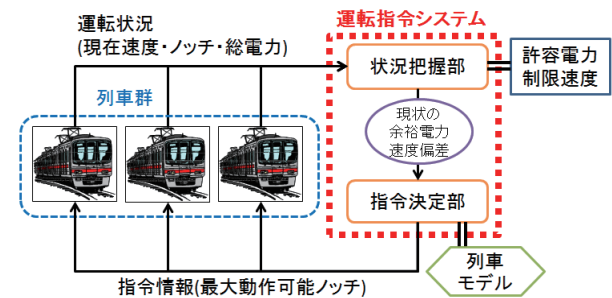 運転状況
(現在速度・ノッチ・総電力)
運転指令システム
状況把握部
許容電力
制限速度
列車群
現状の
余裕電力
速度偏差
指令決定部
列車
モデル
指令情報(最大動作可能ノッチ)